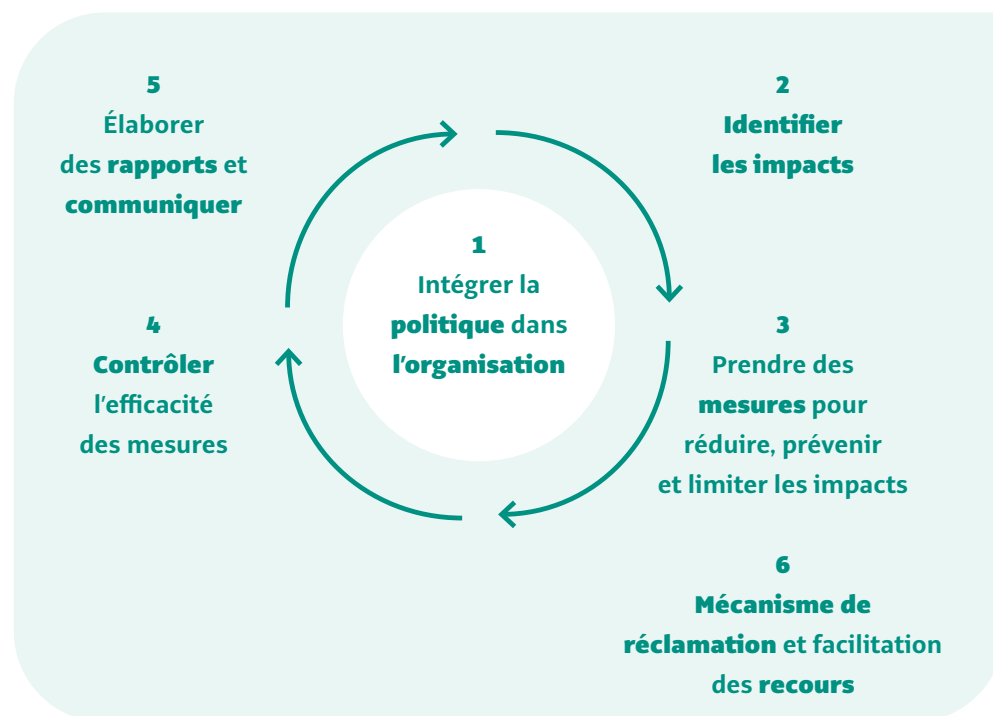 1
Intégrer la
politique dans
l'organisation
2
Identifier
les impacts
3
Prendre des
mesures pour
réduire, prévenir
et limiter les impacts
4
Contrôler
l'efficacité
des mesures
5
Élaborer
des rapports et
communiquer
6
Mécanisme de
réclamation et facilitation
des recours